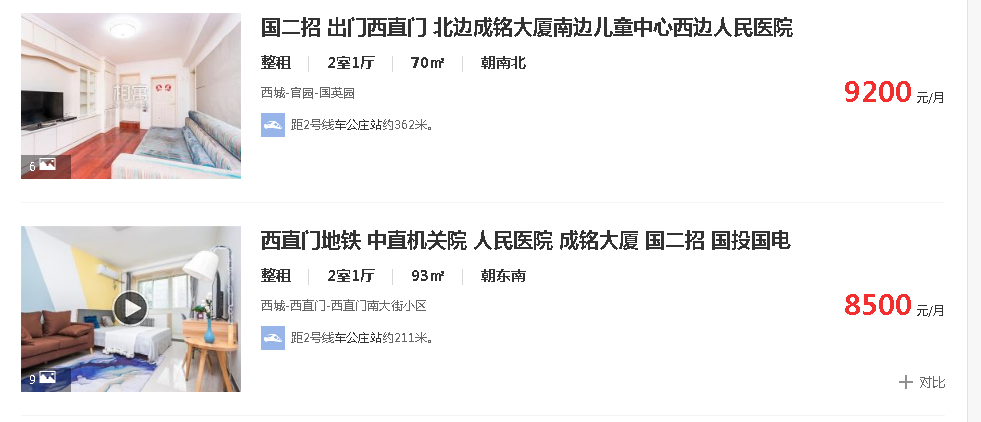 国二招 出门西直门 北边成铭大厦南边儿童中心西边人民医院
整租 2室1厅 70㎡ 朝南北
9200 元/月
西城-官园-国英园
距2号线车公庄站约362米。
6
西直门地铁 中直机关院 人民医院 成铭大厦 国二招 国投国电
整租 2室1厅 93㎡ 朝东南
8500 元/月
西城-西直门-西直门南大街小区
距2号线车公庄站约211米。
9
对比